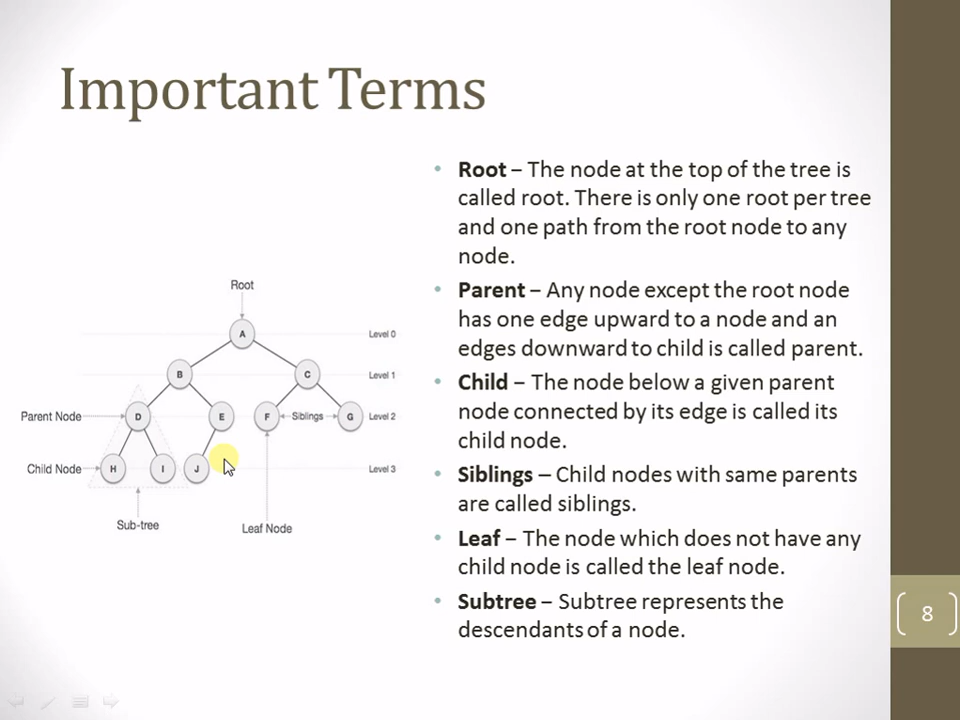 Important Terms
Root – The node at the top of the tree is
called root. There is only one root per tree
and one path from the root node to any
node.
Parent – Any node except the root node
has one edge upward to a node and an
edges downward to child is called parent.
Child – The node below a given parent
node connected by its edge is called its
child node.
Siblings – Child nodes with same parents
are called siblings.
Leaf – The node which does not have any
child node is called the leaf node.
Subtree – Subtree represents the
descendants of a node.
Root
A Level 0
B C Level 1
Parent Node D E F Siblings G Level 2
Child Node H I J Level 3
Sub-tree Leaf Node
8